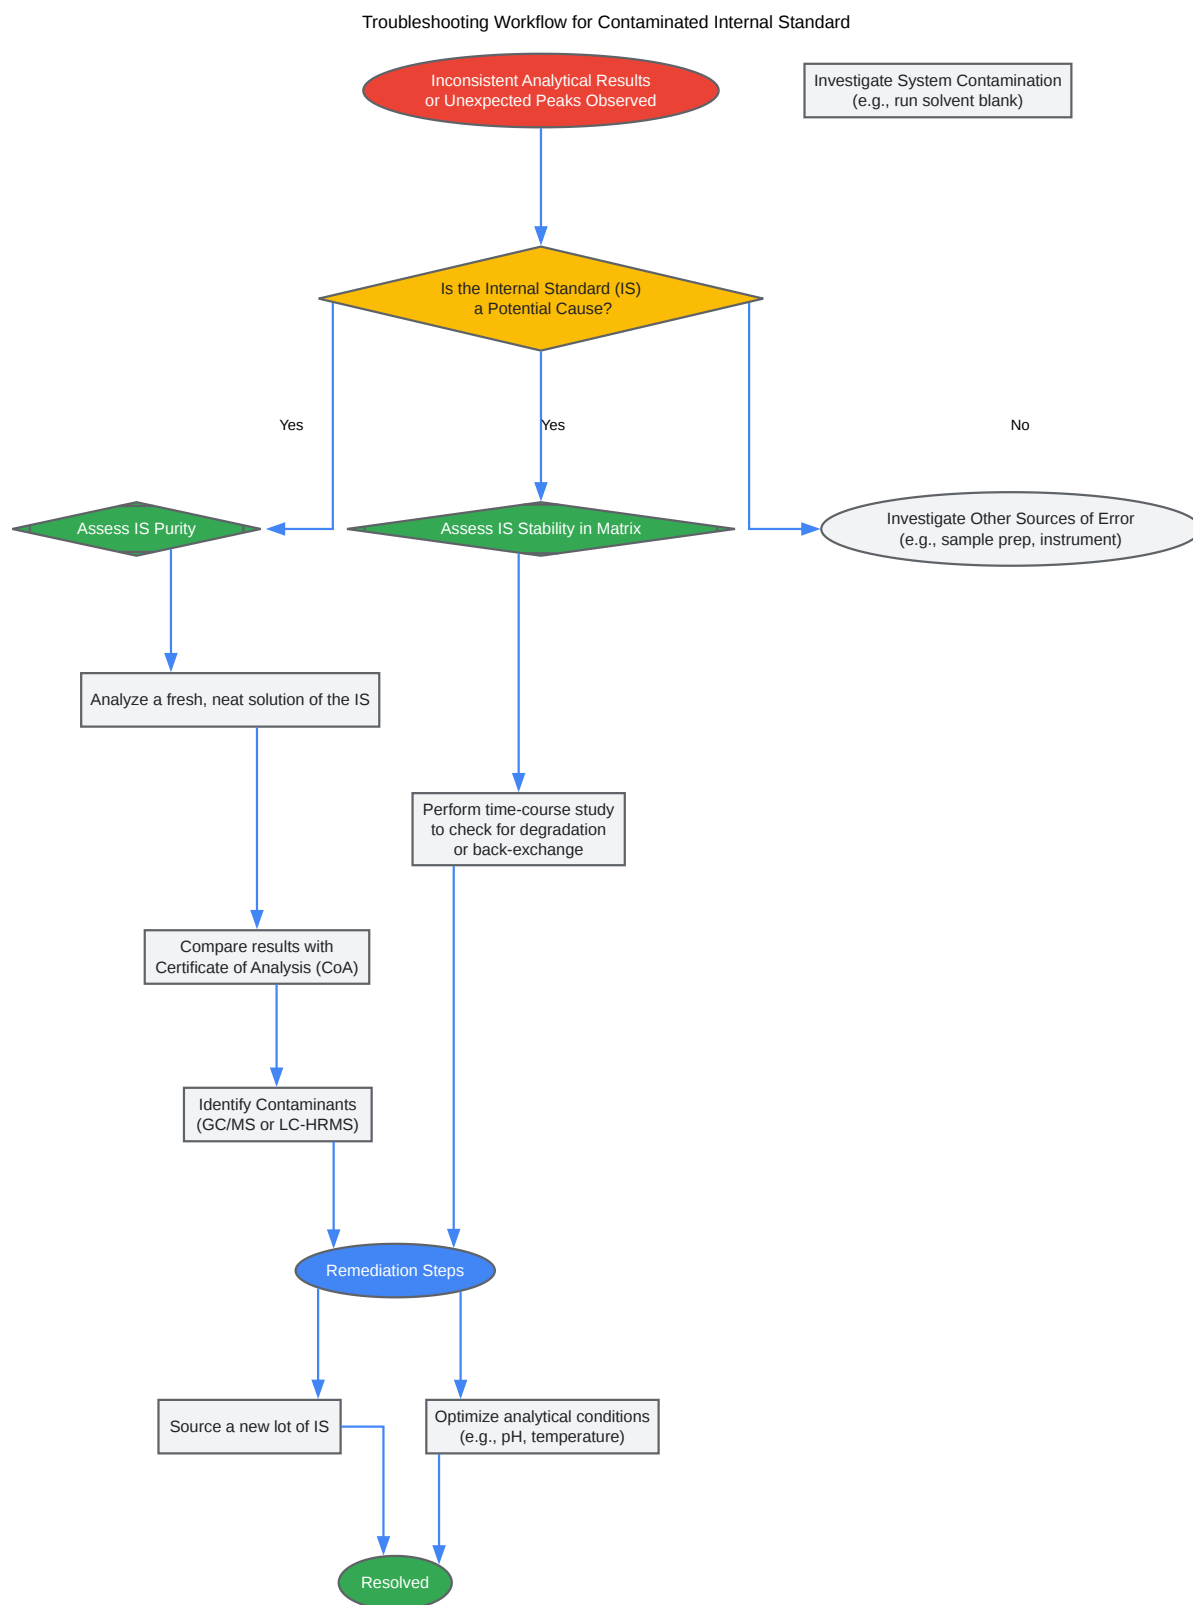 Troubleshooting Workflow for Contaminated Internal Standard
Inconsistent Analytical Results
or Unexpected Peaks Observed
Investigate System Contamination
(e.g., run solvent blank)
Is the Internal Standard (IS)
a Potential Cause?
Yes
Yes
No
Assess IS Purity
Assess IS Stability in Matrix
Investigate Other Sources of Error
(e.g., sample prep, instrument)
Analyze a fresh, neat solution of the IS
Perform time-course study
to check for degradation
or back-exchange
Compare results with
Certificate of Analysis (CoA)
Identify Contaminants
(GC/MS or LC-HRMS)
Remediation Steps
Source a new lot of IS
Optimize analytical conditions
(e.g., pH, temperature)
Resolved